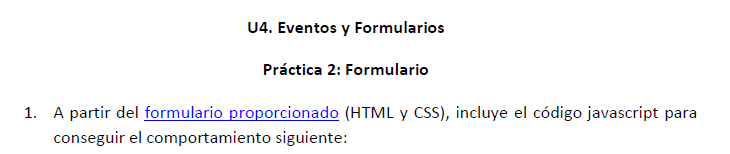 U4. Eventos y Formularios
Práctica 2: Formulario
1. A partir del formulario proporcionado (HTML y CSS), incluye el código javascript para
conseguir el comportamiento siguiente: